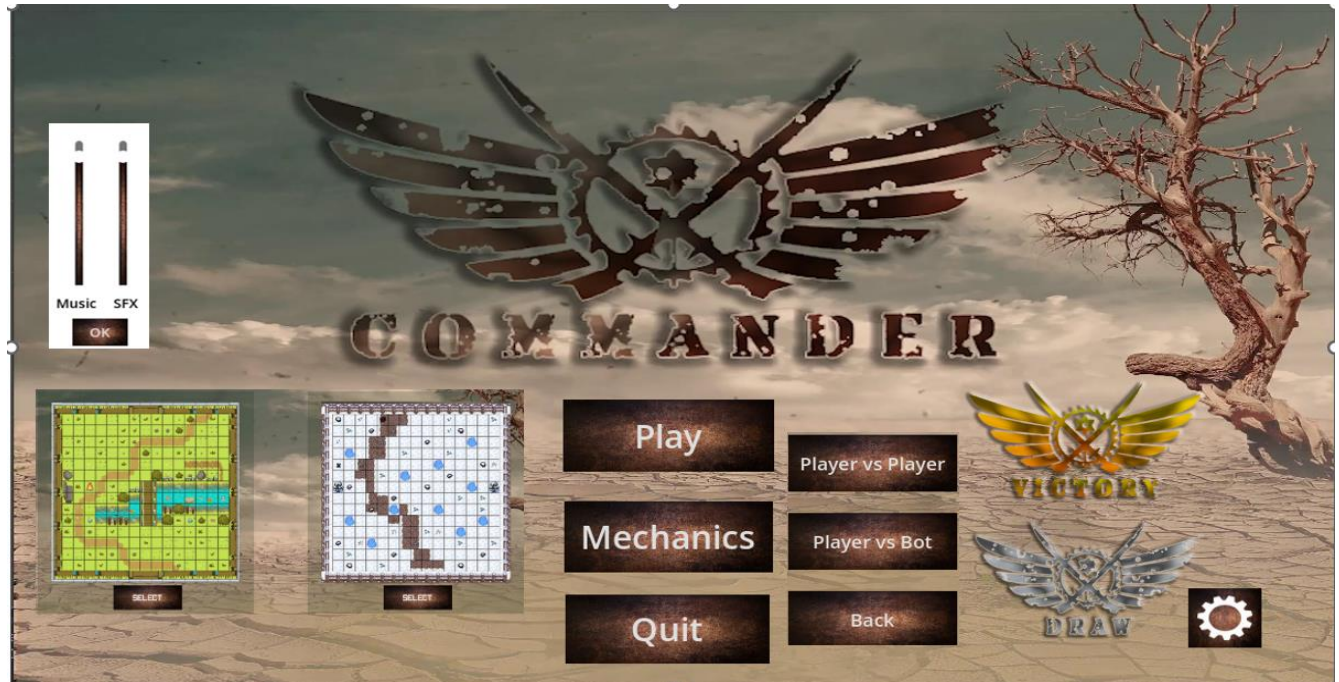 Music SFX
OK
COMMANDER
SELECT
SELECT
Play
Mechanics
Quit
Player vs Player
Player vs Bot
Back
VICTORY
DRAW